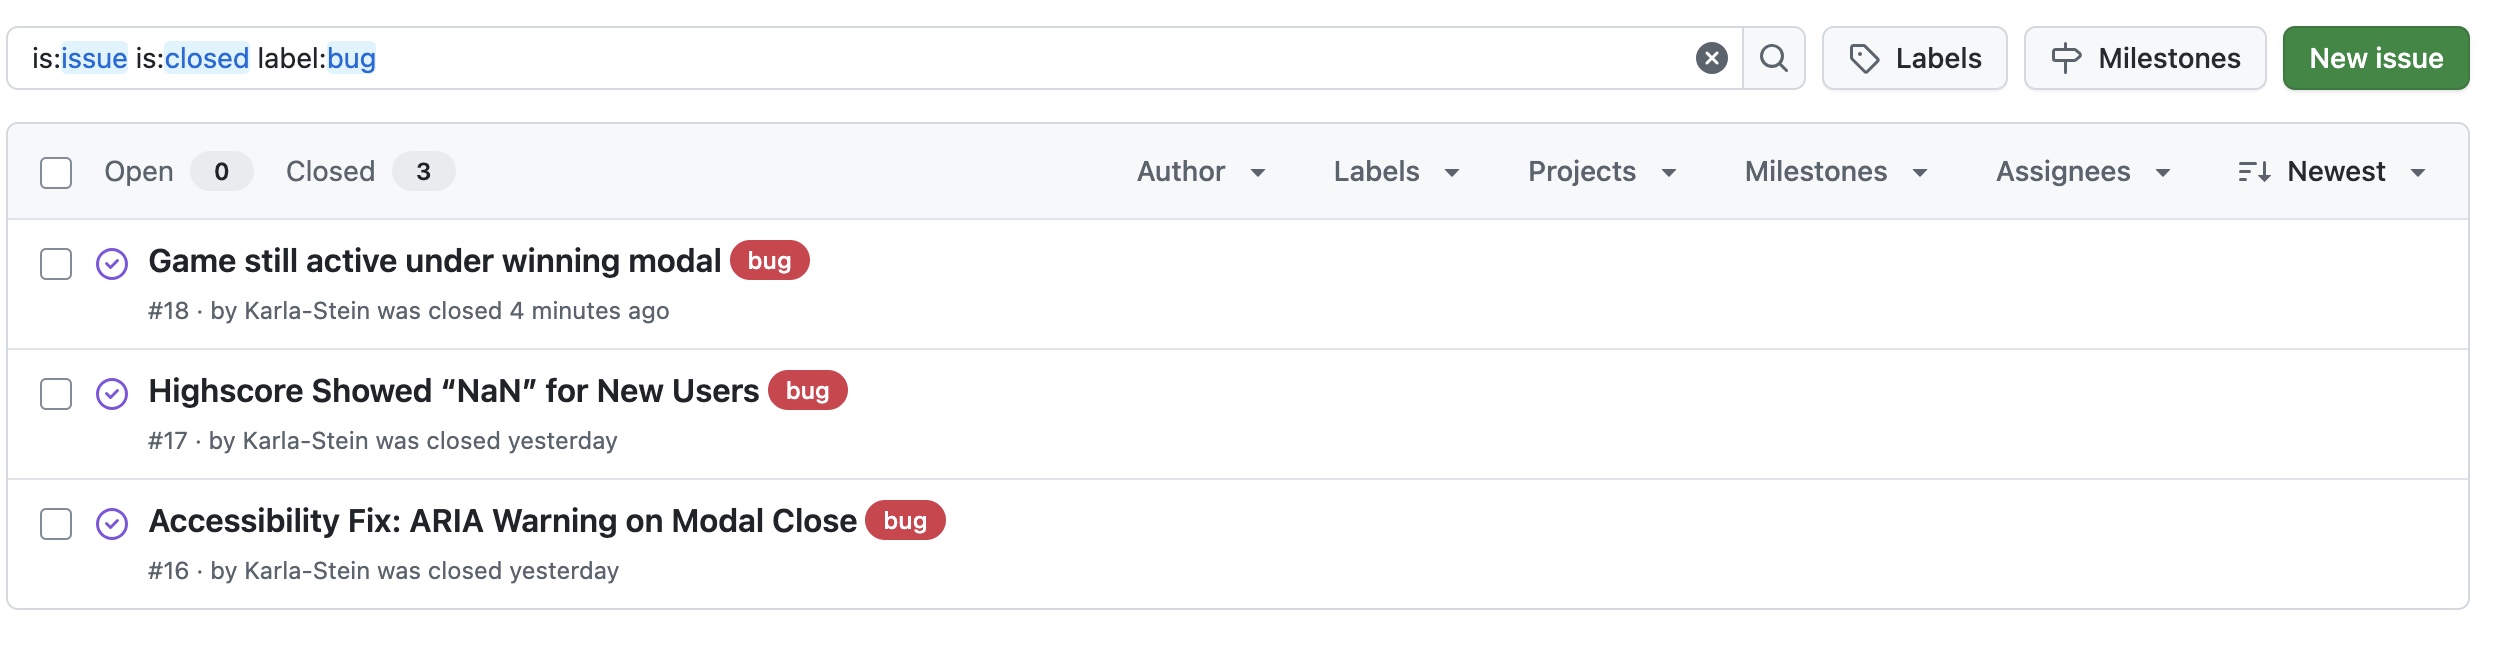 is:issue is:closed label:bug
Labels
Milestones
New issue
Open 0 Closed 3 Author Labels Projects Milestones Assignees Newest
Game still active under winning modal bug
#18 · by Karla-Stein was closed 4 minutes ago
Highscore Showed “NaN” for New Users bug
#17 · by Karla-Stein was closed yesterday
Accessibility Fix: ARIA Warning on Modal Close bug
#16 · by Karla-Stein was closed yesterday